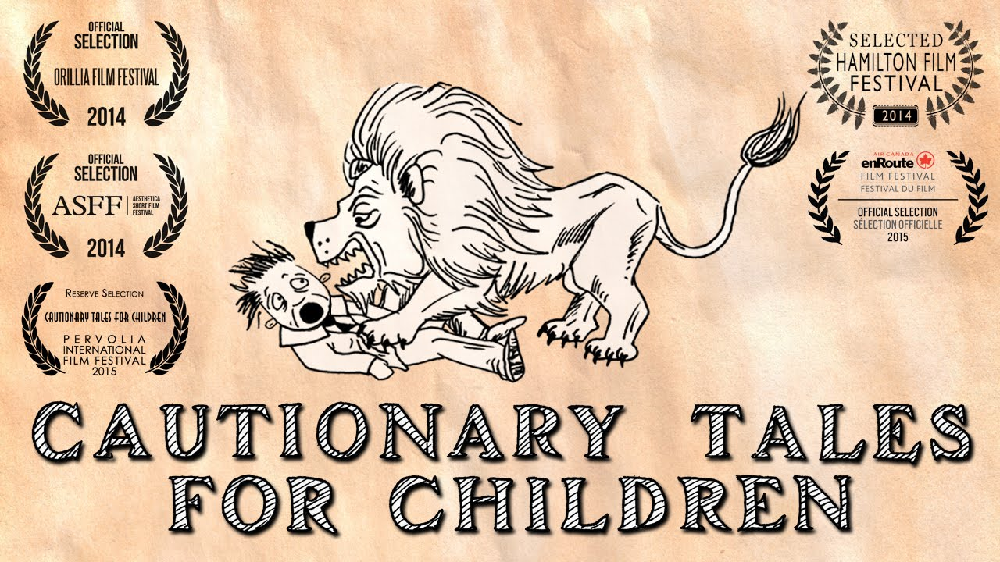 OFFICIAL
SELECTION
ORILLIA FILM FESTIVAL
2014
OFFICIAL
SELECTION
ASFF
AESTHETICA
SHORT FILM
FESTIVAL
2014
RESERVE SELECTION
CAUTIONARY TALES FOR CHILDREN
PERVOLIA
INTERNATIONAL
FILM FESTIVAL
2015
SELECTED
HAMILTON FILM
FESTIVAL
2014
AIR CANADA
enRoute
FILM FESTIVAL
FESTIVAL DU FILM
OFFICIAL SELECTION
SÉLECTION OFFICIELLE
2015
CAUTIONARY TALES
FOR CHILDREN